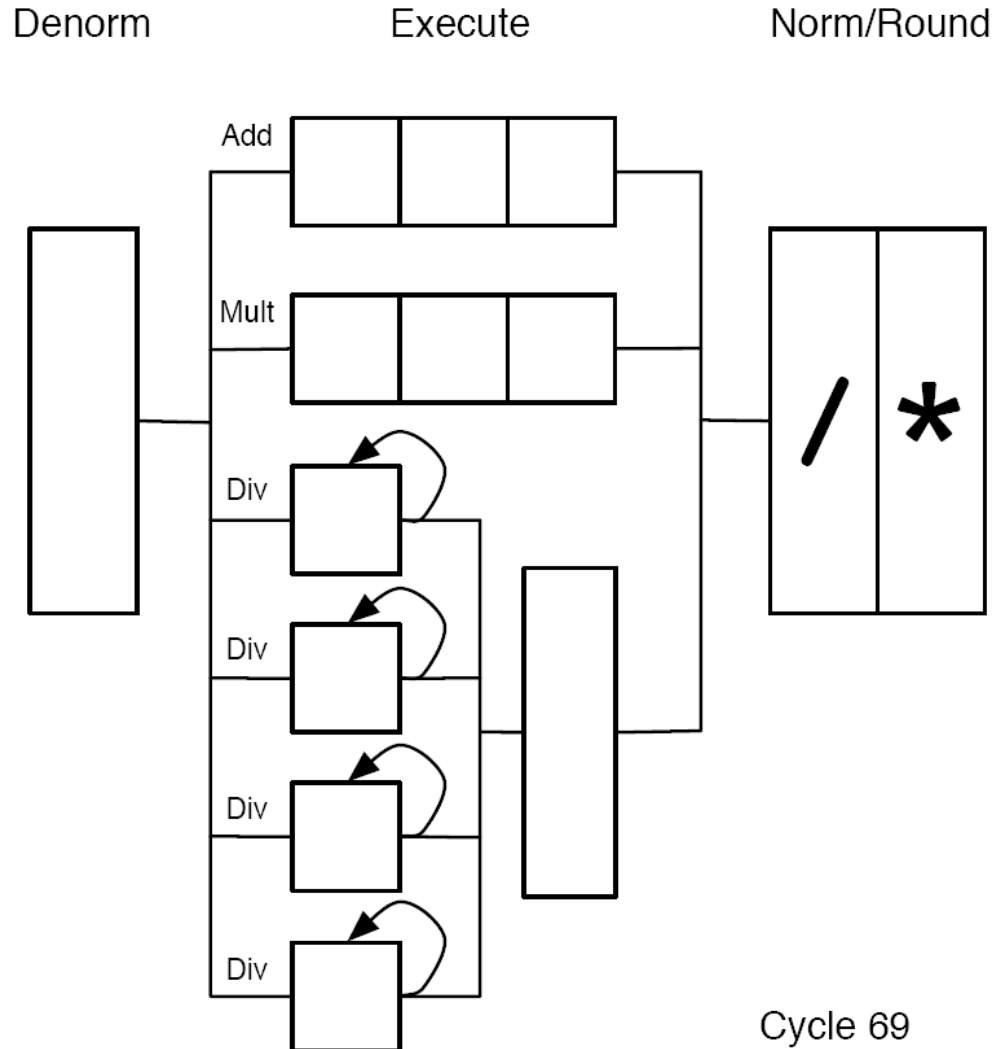 Denorm Execute Norm/Round
Add
Mult
/ *
Div
Div
Div
Div
Cycle 69